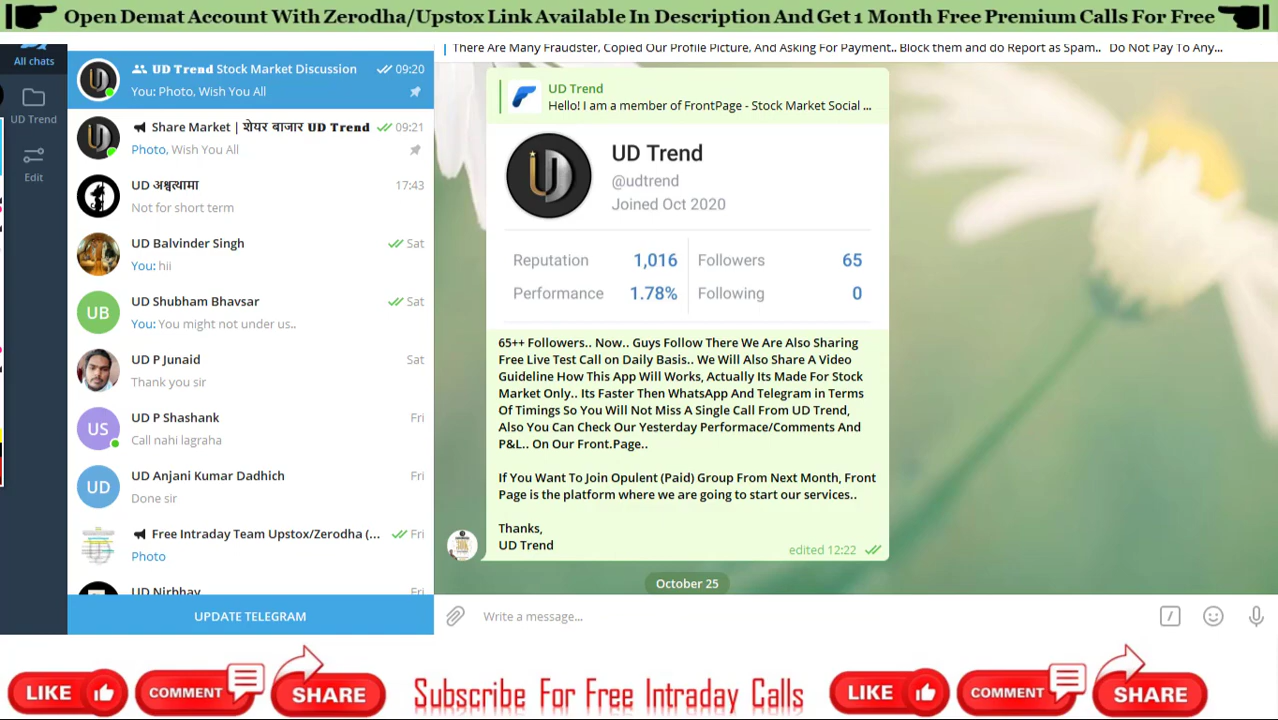 Open Demat Account With Zerodha/Upstox Link Available In Description And Get 1 Month Free Premium Calls For Free
All chats
UD Trend
Edit
UD Trend Stock Market Discussion 09:20
You: Photo, Wish You All
Share Market | शेयर बाजार UD Trend 09:21
Photo, Wish You All
UD अश्वत्थामा 17:43
Not for short term
UD Balvinder Singh Sat
You: hii
UD Shubham Bhavsar Sat
UB
You: You might not under us..
UD P Junaid Sat
Thank you sir
UD P Shashank Fri
US
Call nahi lagraha
UD Anjani Kumar Dadhich Fri
UD
Done sir
Free Intraday Team Upstox/Zerodha (... Fri
Photo
UD Nirbhay Fri
UPDATE TELEGRAM
There Are Many Fraudster, Copied Our Profile Picture, And Asking For Payment.. Block them and do Report as Spam.. Do Not Pay To Any...
UD Trend
Hello! I am a member of FrontPage - Stock Market Social ...
UD
UD Trend
@udtrend
Joined Oct 2020
Reputation 1,016 Followers 65
Performance 1.78% Following 0
65++ Followers.. Now.. Guys Follow There We Are Also Sharing
Free Live Test Call on Daily Basis.. We Will Also Share A Video
Guideline How This App Will Works, Actually Its Made For Stock
Market Only.. Its Faster Then WhatsApp And Telegram in Terms
Of Timings So You Will Not Miss A Single Call From UD Trend,
Also You Can Check Our Yesterday Performace/Comments And
P&L.. On Our Front.Page..
If You Want To Join Opulent (Paid) Group From Next Month, Front
Page is the platform where we are going to start our services..
Thanks,
UD Trend
edited 12:22
October 25
Write a message...
LIKE COMMENT SHARE Subscribe For Free Intraday Calls LIKE COMMENT SHARE